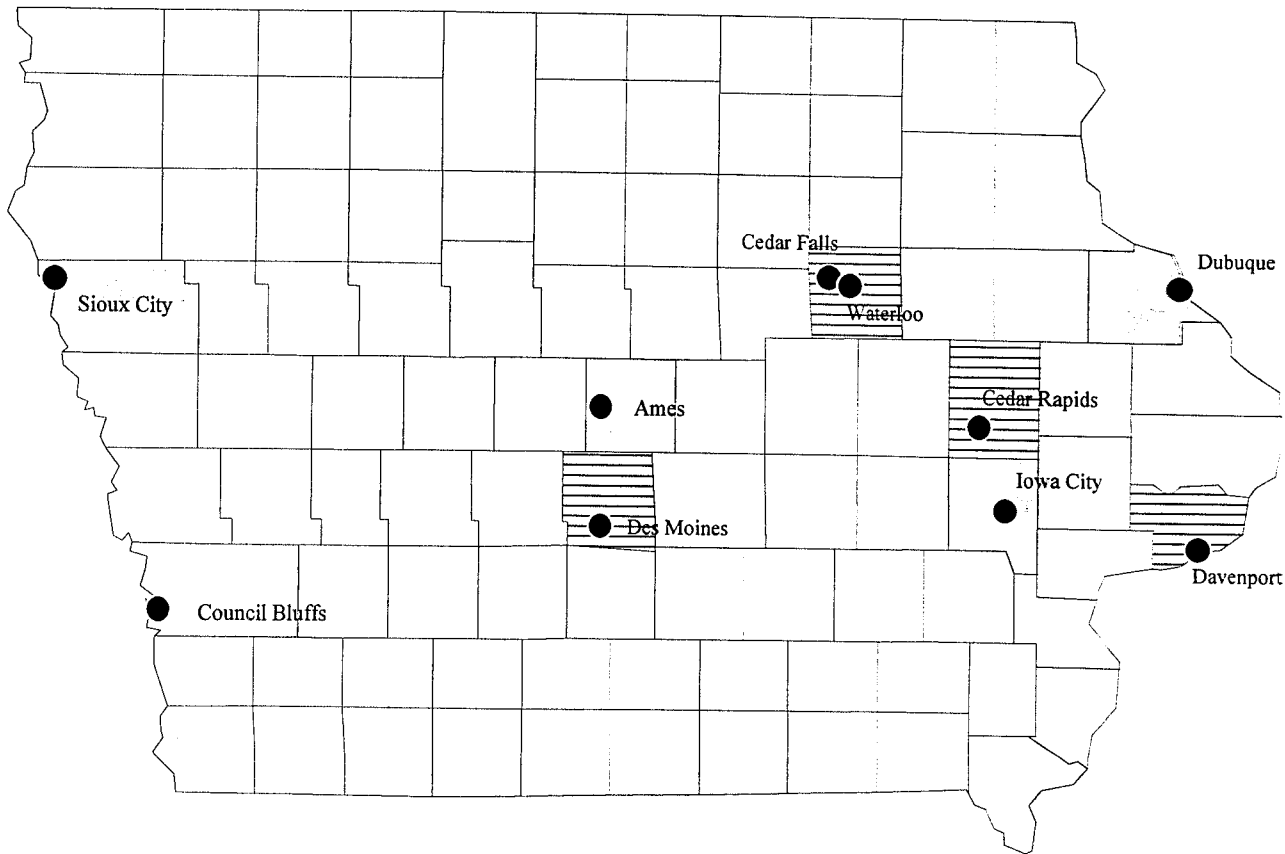 Cedar Falls
Dubuque
Sioux City
Waterloo
Ames
Cedar Rapids
Iowa City
Des Moines
Davenport
Council Bluffs